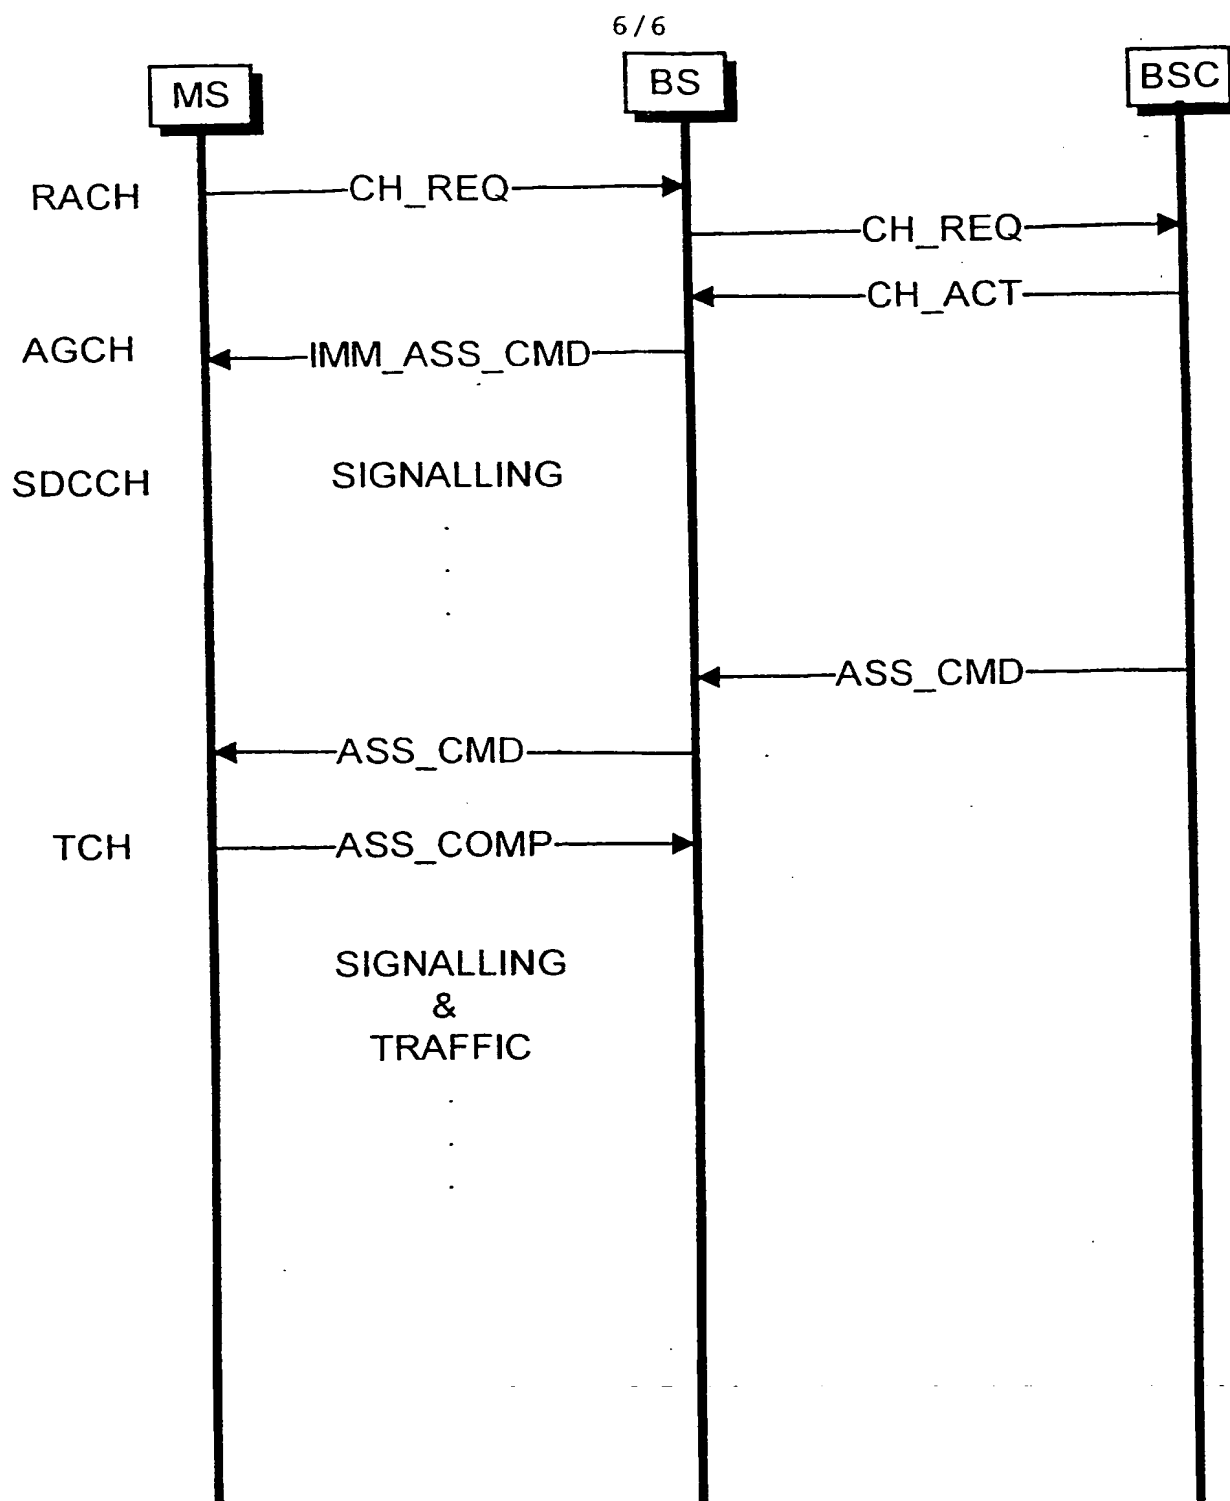 6/6
MS
BS
BSC
RACH
CH_REQ
CH_REQ
CH_ACT
AGCH
IMM_ASS_CMD
SDCCH
SIGNALLING
ASS_CMD
ASS_CMD
TCH
ASS_COMP
SIGNALLING
&
TRAFFIC